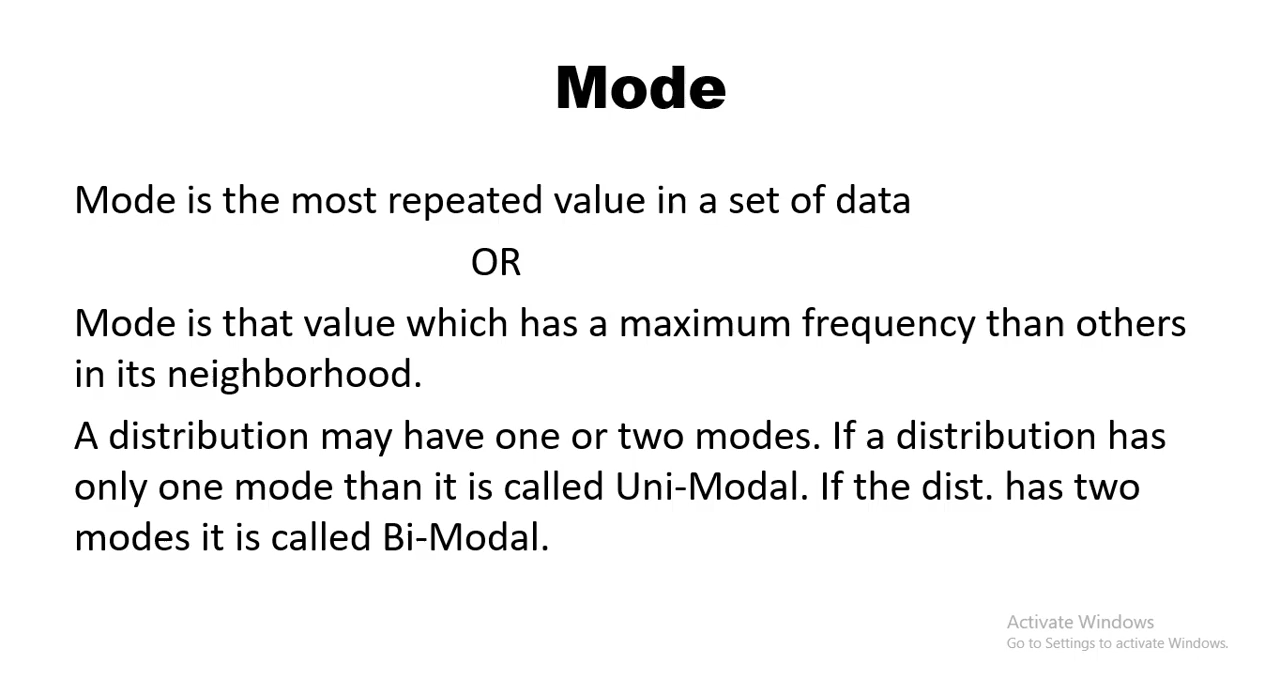 Mode
Mode is the most repeated value in a set of data
OR
Mode is that value which has a maximum frequency than others
in its neighborhood.
A distribution may have one or two modes. If a distribution has
only one mode than it is called Uni-Modal. If the dist. has two
modes it is called Bi-Modal.
Activate Windows
Go to Settings to activate Windows.